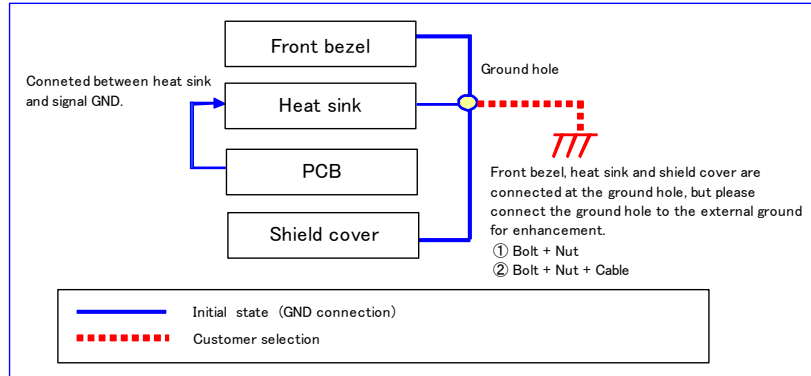 Front bezel
Ground hole
Conneted between heat sink
and signal GND.
Heat sink
PCB
Front bezel, heat sink and shield cover are
connected at the ground hole, but please
connect the ground hole to the external ground
for enhancement.
① Bolt + Nut
② Bolt + Nut + Cable
Shield cover
Initial state (GND connection)
Customer selection